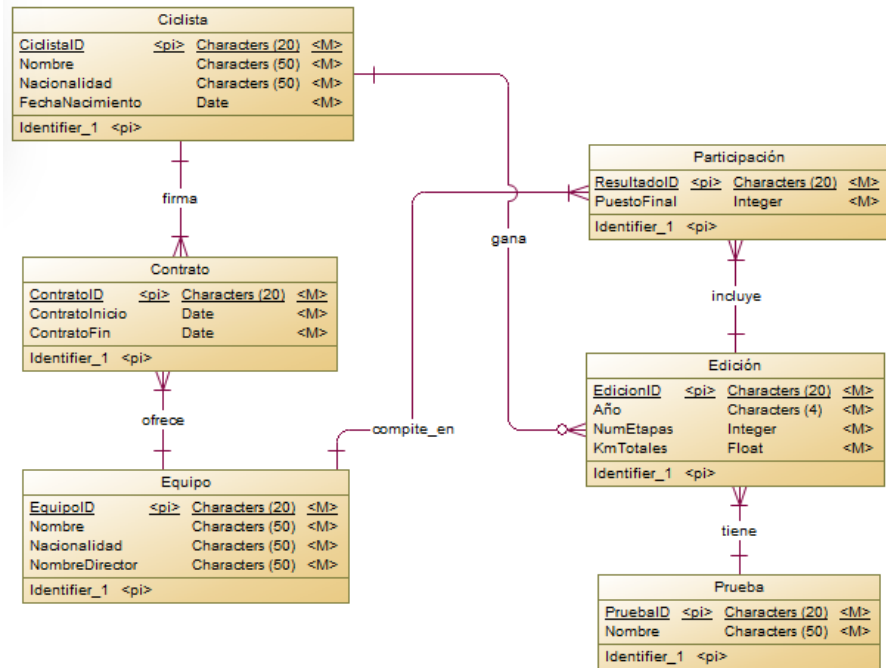 Ciclista
CiclistaID <pi> Characters (20) <M>
Nombre Characters (50) <M>
Nacionalidad Characters (50) <M>
FechaNacimiento Date <M>
Identifier_1 <pi>
firma
gana
Participación
ResultadoID <pi> Characters (20) <M>
PuestoFinal Integer <M>
Identifier_1 <pi>
Contrato
ContratoID <pi> Characters (20) <M>
ContratoInicio Date <M>
ContratoFin Date <M>
Identifier_1 <pi>
incluye
Edición
EdicionID <pi> Characters (20) <M>
Año Characters (4) <M>
NumEtapas Integer <M>
KmTotales Float <M>
Identifier_1 <pi>
ofrece
compite_en
Equipo
EquipoID <pi> Characters (20) <M>
Nombre Characters (50) <M>
Nacionalidad Characters (50) <M>
NombreDirector Characters (50) <M>
Identifier_1 <pi>
tiene
Prueba
PruebaID <pi> Characters (20) <M>
Nombre Characters (50) <M>
Identifier_1 <pi>